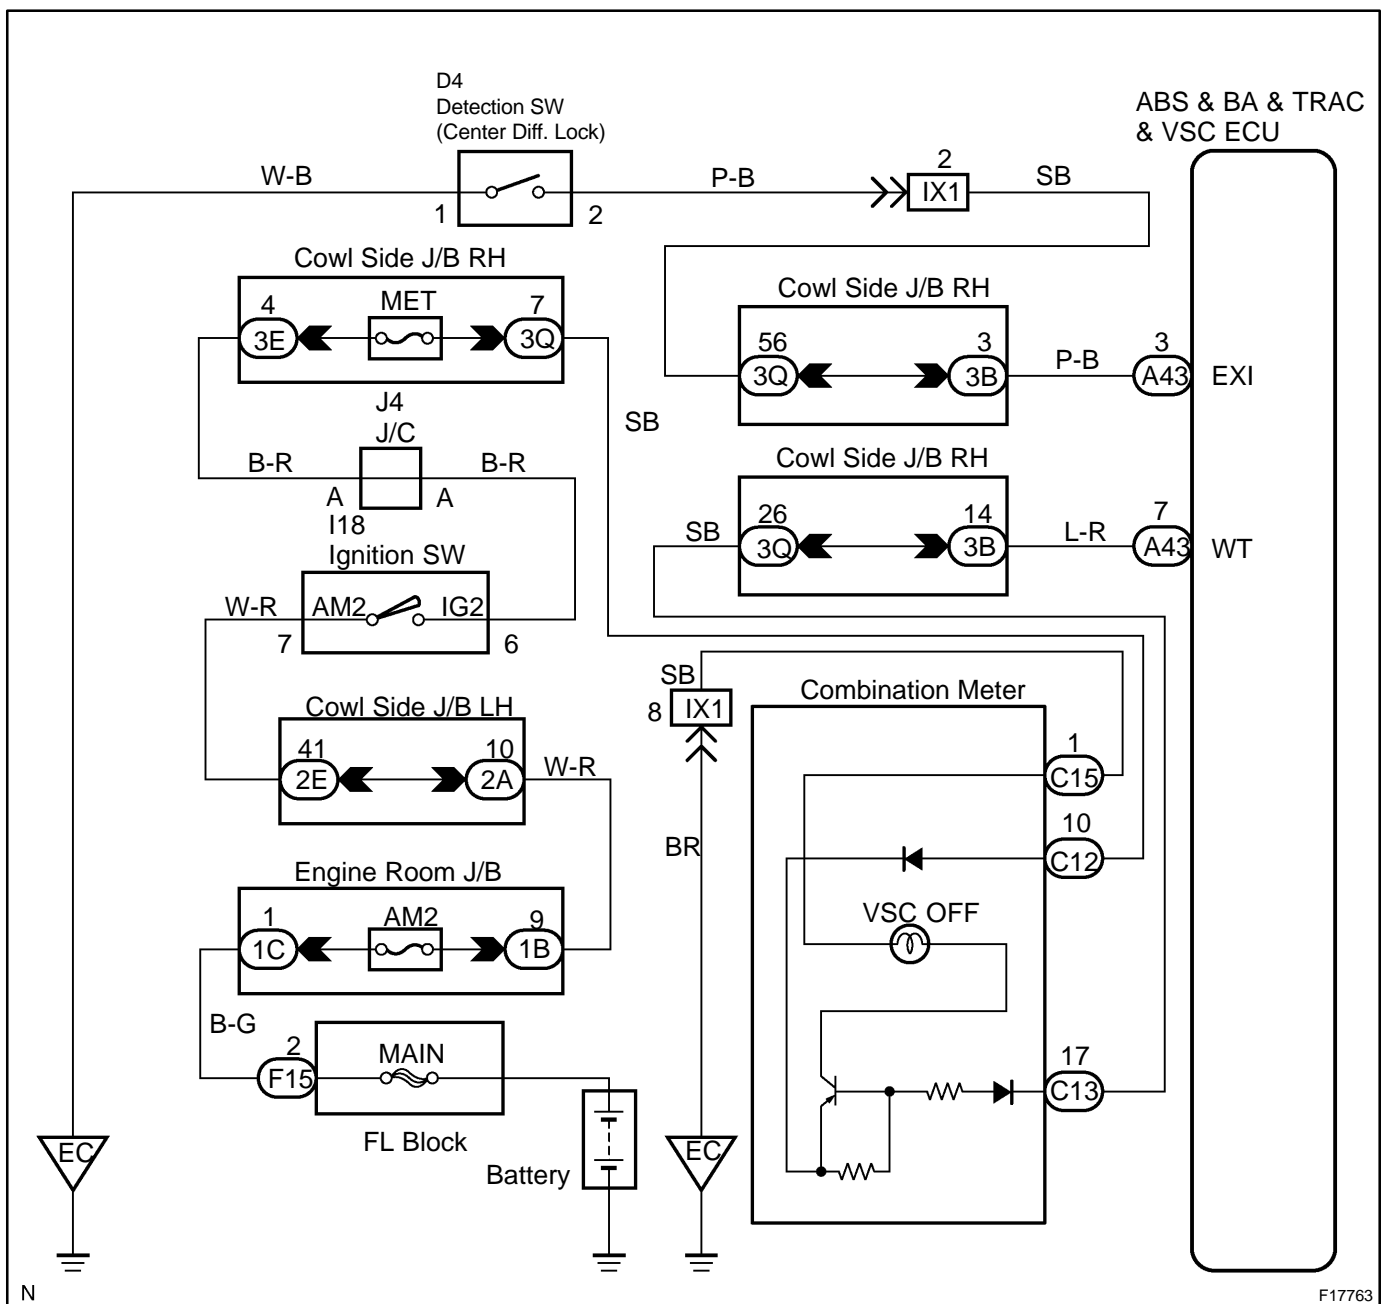 D4
Detection SW
(Center Diff. Lock)
ABS & BA & TRAC
& VSC ECU
W-B
1
2
P-B
2
IX1
SB
Cowl Side J/B RH
4
3E
MET
7
3Q
Cowl Side J/B RH
56
3Q
3
3B
P-B
3
A43
EXI
J4
J/C
SB
B-R
B-R
A
A
Cowl Side J/B RH
SB
26
3Q
14
3B
L-R
7
A43
WT
I18
Ignition SW
W-R
AM2
IG2
7
6
SB
8
IX1
Combination Meter
Cowl Side J/B LH
41
2E
10
2A
W-R
1
C15
BR
10
C12
Engine Room J/B
1
1C
AM2
9
1B
VSC OFF
B-G
2
F15
MAIN
17
C13
FL Block
Battery
EC
EC
N
F17763